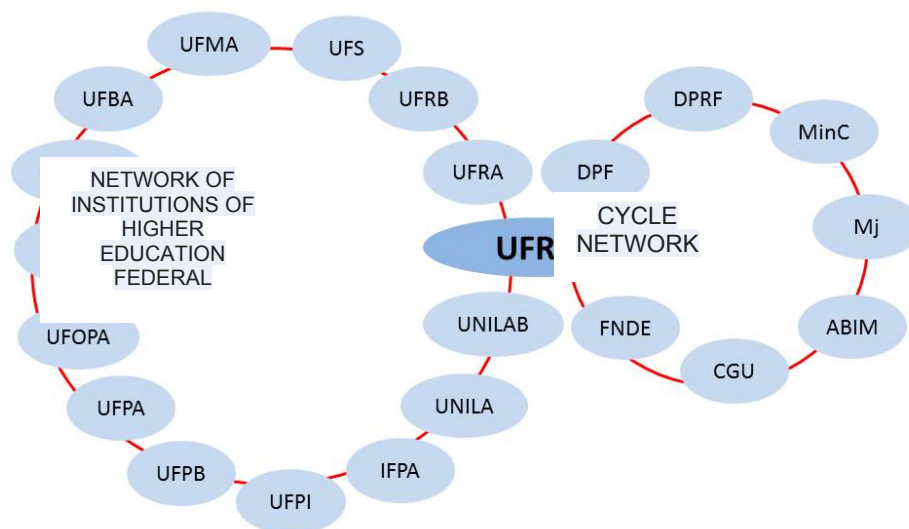 UFMA
UFS
UFBA
UFRB
DPRF
MinC
UFRA
DPF
NETWORK OF
INSTITUTIONS OF
HIGHER
EDUCATION
FEDERAL
CYCLE
NETWORK
UFR
Mj
UNILAB
FNDE
ABIM
UFOPA
CGU
UFPA
UNILA
UFPB
IFPA
UFPI